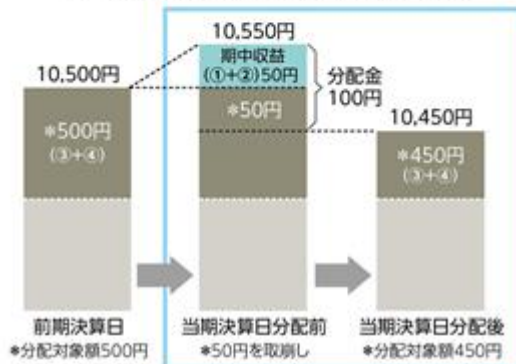 10,550円
期中収益
(①+②)50円
分配金
100円
10,500円
*50円
10,450円
*500円
(③+④)
*450円
(③+④)
前期決算日
*分配対象額500円
当期決算日分配前
*50円を取崩し
当期決算日分配後
*分配対象額450円